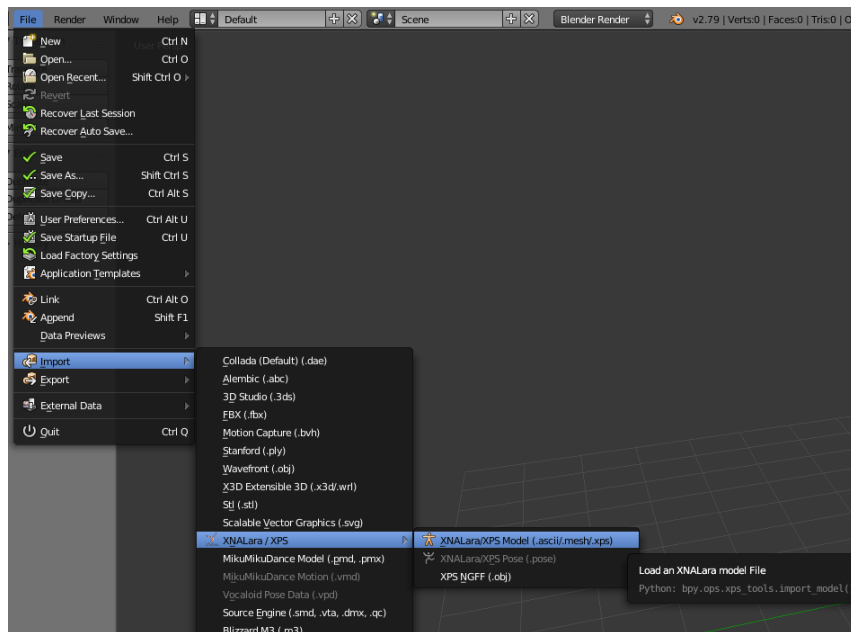 File Render Window Help Default Scene Blender Render v2.79 | Verts:0 | Faces:0 | Tris:0 |
New Ctrl N
Open... Ctrl O
Open Recent... Shift Ctrl O
Revert
Recover Last Session
Recover Auto Save...
Save Ctrl S
Save As... Shift Ctrl S
Save Copy... Ctrl Alt S
User Preferences... Ctrl Alt U
Save Startup File Ctrl U
Load Factory Settings
Application Templates
Link Ctrl Alt O
Append Shift F1
Data Previews
Import
Export
External Data
Quit Ctrl Q
Collada (Default) (.dae)
Alembic (.abc)
3D Studio (.3ds)
FBX (.fbx)
Motion Capture (.bvh)
Stanford (.ply)
Wavefront (.obj)
X3D Extensible 3D (.x3d/.wrl)
Stl (.stl)
Scalable Vector Graphics (.svg)
XNALara / XPS
MikuMikuDance Model (.pmd, .pmx)
MikuMikuDance Motion (.vmd)
Vocaloid Pose Data (.vpd)
Source Engine (.smd, .vta, .dmx, .qc)
Blizzard M3 (.m3)
XNALara/XPS Model (.ascii/.mesh/.xps)
XNALara/XPS Pose (.pose)
XPS NGFF (.obj)
Load an XNALara model File
Python: bpy.ops.xps_tools.import_model(